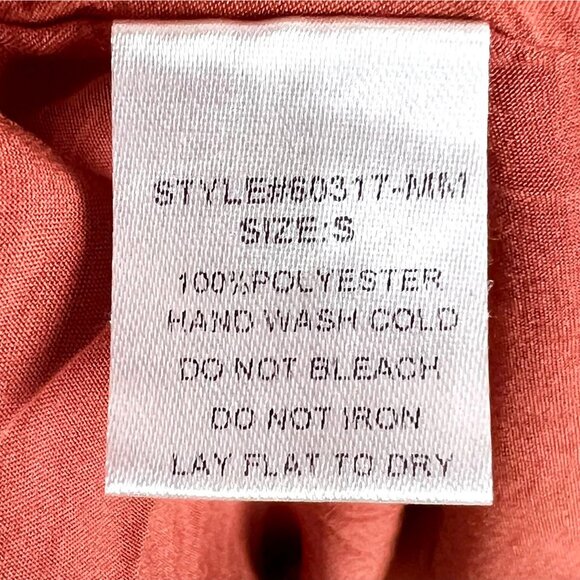 STYLE#60317-MM
SIZE:S
100%POLYESTER
HAND WASH COLD
DO NOT BLEACH
DO NOT IRON
LAY FLAT TO DRY